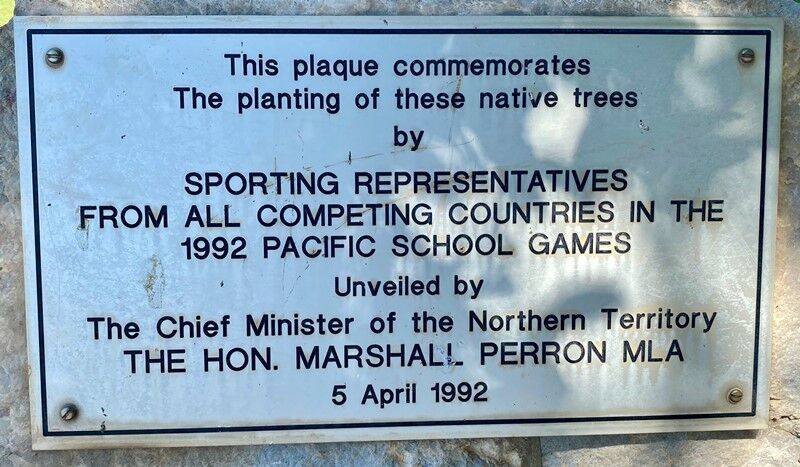 This plaque commemorates
The planting of these native trees
by
SPORTING REPRESENTATIVES
FROM ALL COMPETING COUNTRIES IN THE
1992 PACIFIC SCHOOL GAMES
Unveiled by
The Chief Minister of the Northern Territory
THE HON. MARSHALL PERRON MLA
5 April 1992